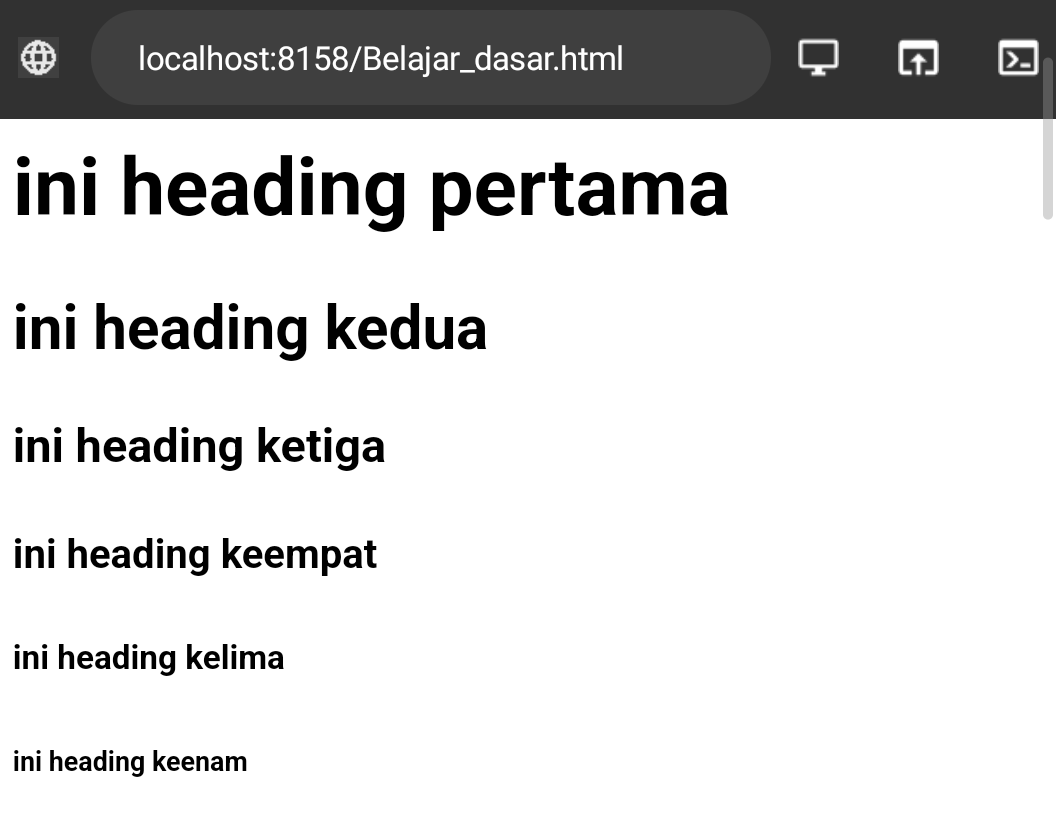 localhost:8158/Belajar_dasar.html
ini heading pertama
ini heading kedua
ini heading ketiga
ini heading keempat
ini heading kelima
ini heading keenam